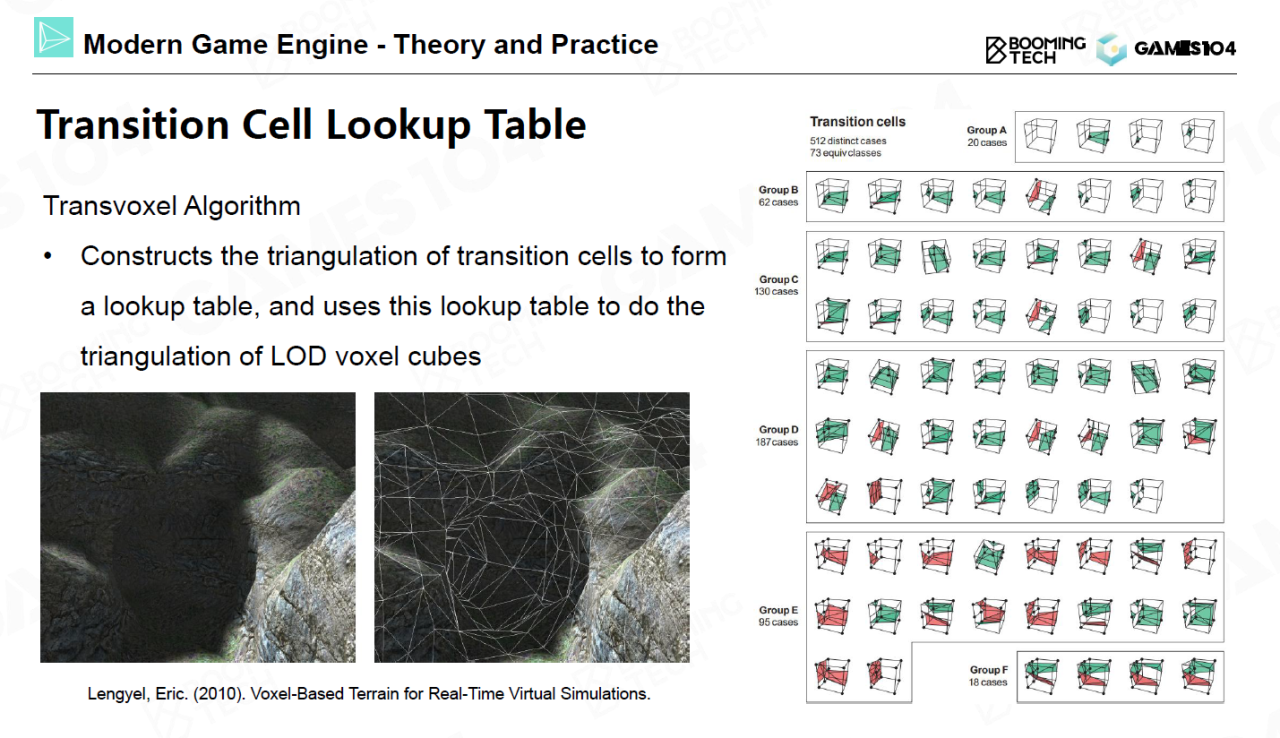 Modern Game Engine - Theory and Practice
BOOMING
TECH
GAMES104
Transition Cell Lookup Table
Transvoxel Algorithm
• Constructs the triangulation of transition cells to form
a lookup table, and uses this lookup table to do the
triangulation of LOD voxel cubes
Lengyel, Eric. (2010). Voxel-Based Terrain for Real-Time Virtual Simulations.
Transition cells
512 distinct cases
73 equiv classes
Group A
20 cases
Group B
62 cases
Group C
130 cases
Group D
187 cases
Group E
95 cases
Group F
18 cases